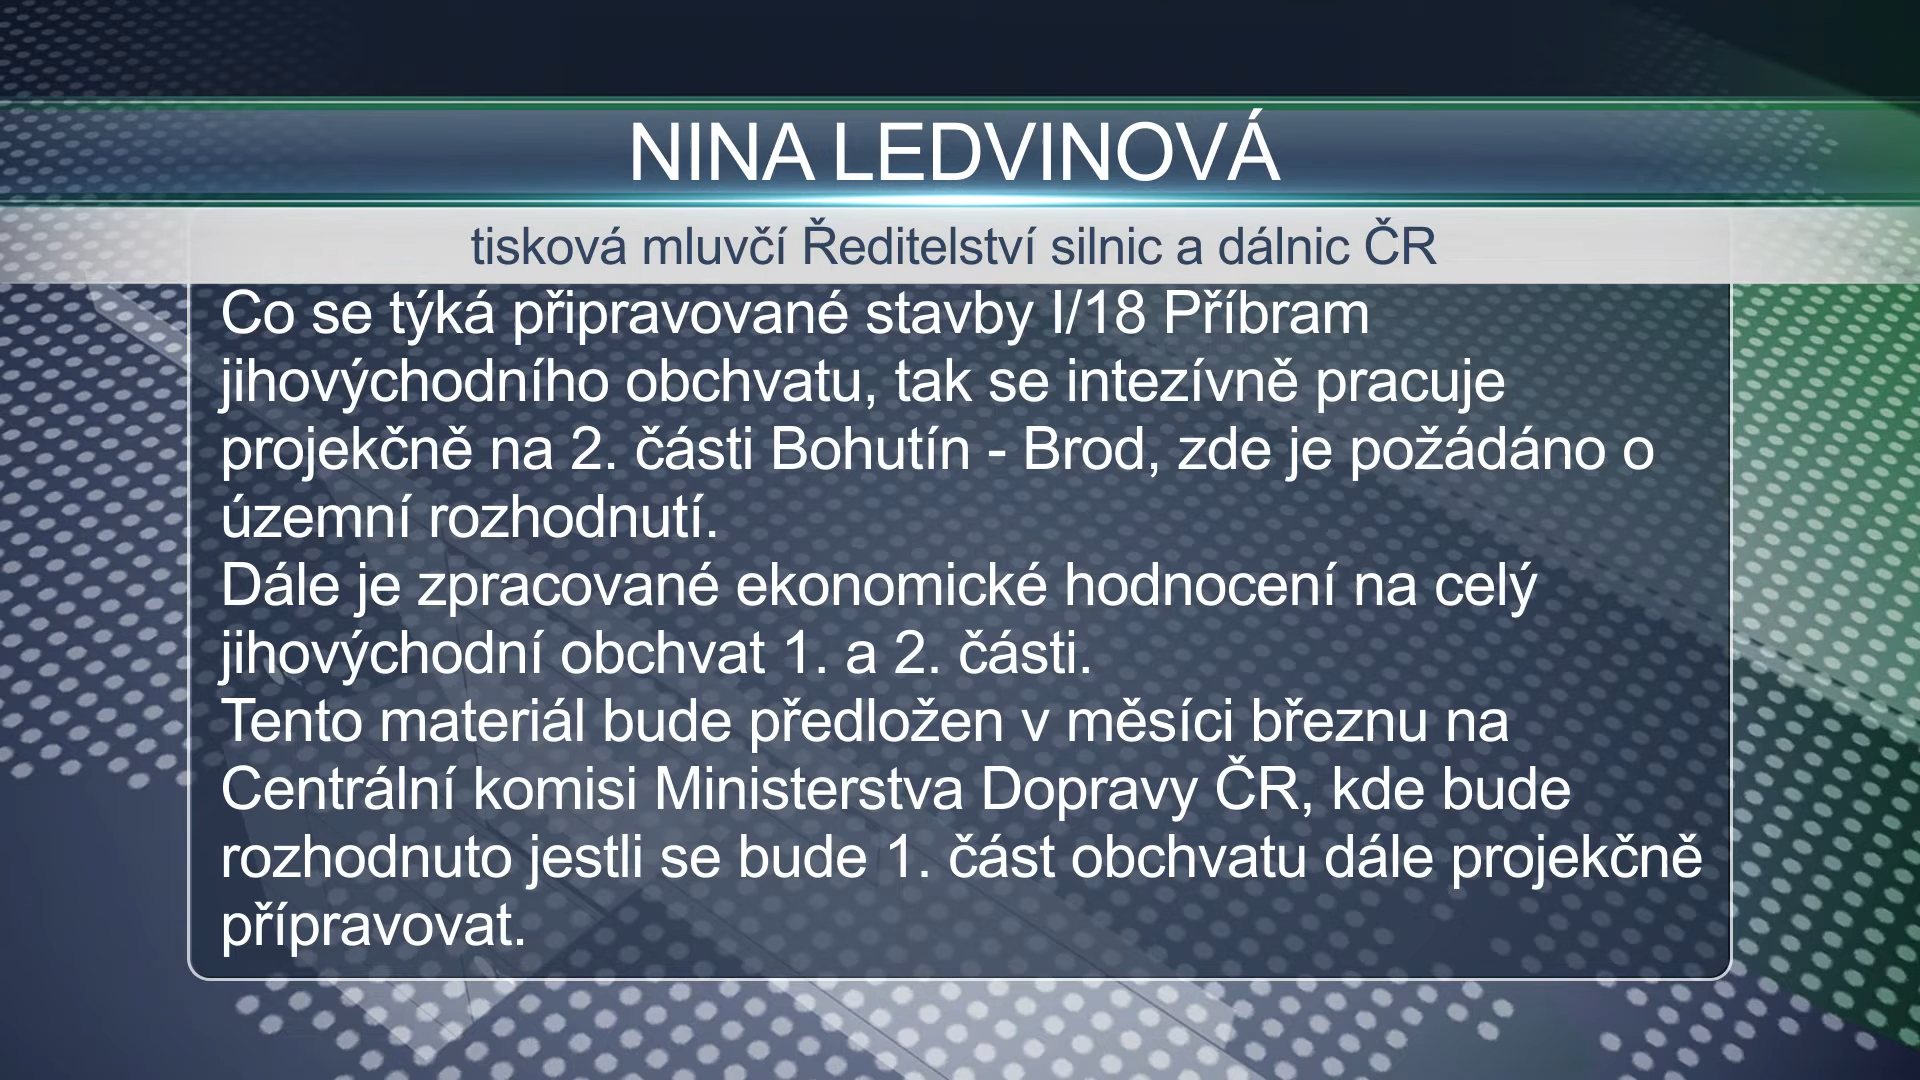 NINA LEDVINOVÁ
tisková mluvčí Ředitelství silnic a dálnic ČR
Co se týká připravované stavby I/18 Příbram
jihovýchodního obchvatu, tak se intezívně pracuje
projekčně na 2. části Bohutín - Brod, zde je požádáno o
územní rozhodnutí.
Dále je zpracované ekonomické hodnocení na celý
jihovýchodní obchvat 1. a 2. části.
Tento materiál bude předložen v měsíci březnu na
Centrální komisi Ministerstva Dopravy ČR, kde bude
rozhodnuto jestli se bude 1. část obchvatu dále projekčně
přípravovat.